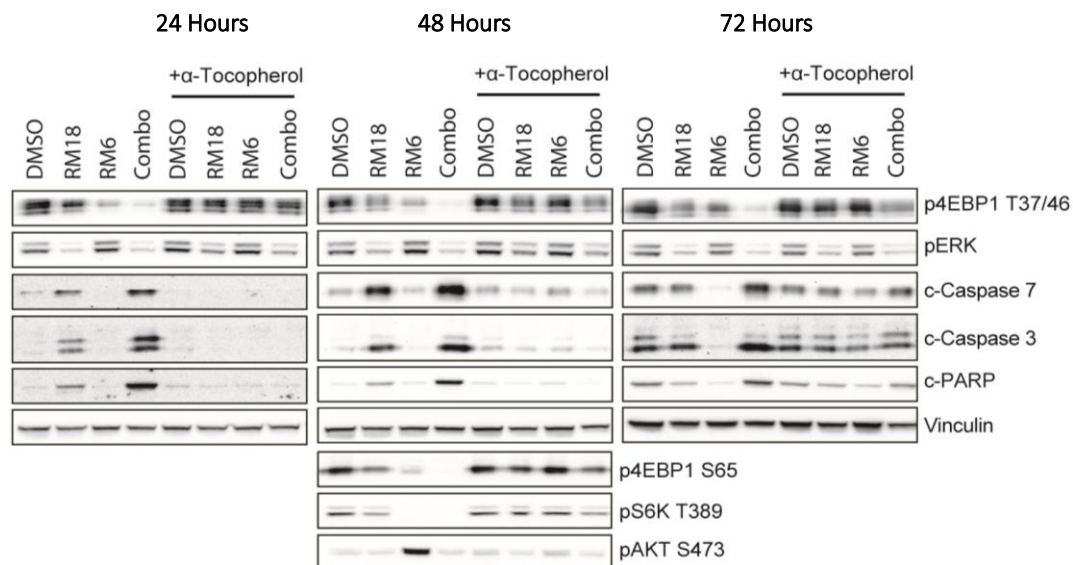 24 Hours 48 Hours 72 Hours
+α-Tocopherol +α-Tocopherol +α-Tocopherol
DMSO RM18 RM6 Combo DMSO RM18 RM6 Combo DMSO RM18 RM6 Combo DMSO RM18 RM6 Combo DMSO RM18 RM6 Combo DMSO RM18 RM6 Combo
p4EBP1 T37/46
pERK
c-Caspase 7
c-Caspase 3
c-PARP
Vinculin
p4EBP1 S65
pS6K T389
pAKT S473